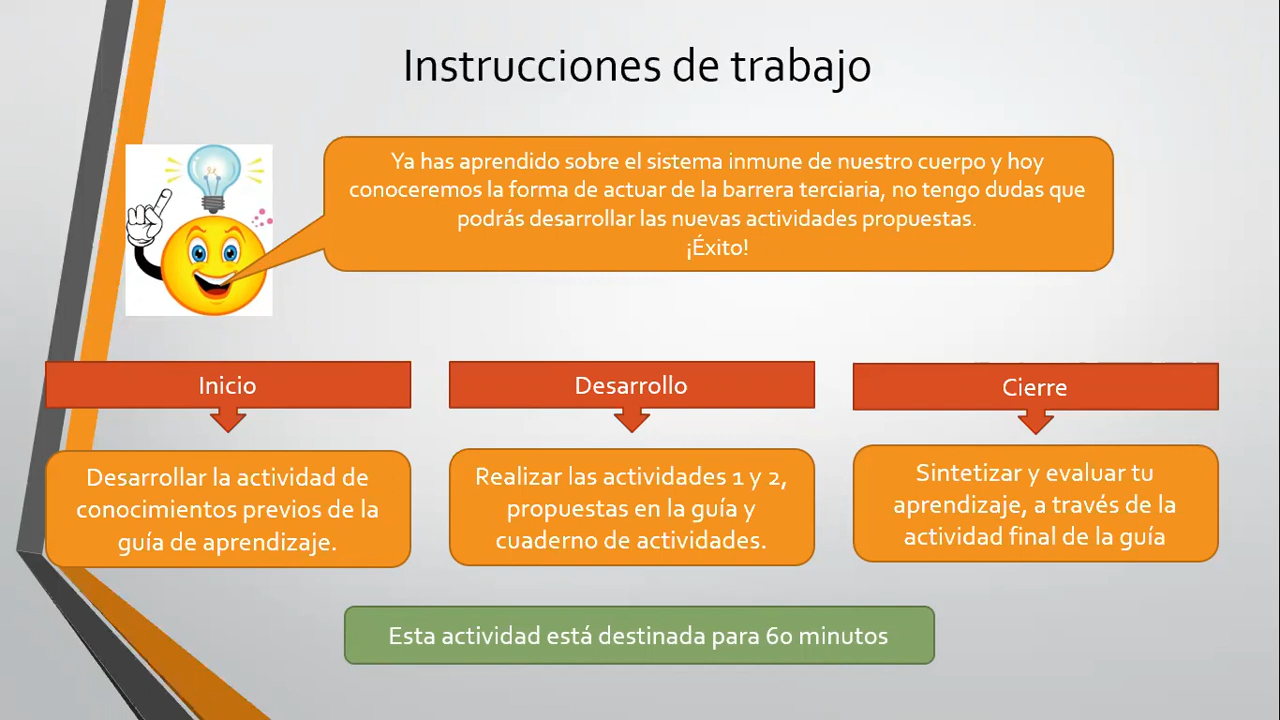 Instrucciones de trabajo
Ya has aprendido sobre el sistema inmune de nuestro cuerpo y hoy
conoceremos la forma de actuar de la barrera terciaria, no tengo dudas que
podrás desarrollar las nuevas actividades propuestas.
¡Éxito!
Inicio
Desarrollar la actividad de
conocimientos previos de la
guía de aprendizaje.
Desarrollo
Realizar las actividades 1 y 2,
propuestas en la guía y
cuaderno de actividades.
Cierre
Sintetizar y evaluar tu
aprendizaje, a través de la
actividad final de la guía
Esta actividad está destinada para 60 minutos